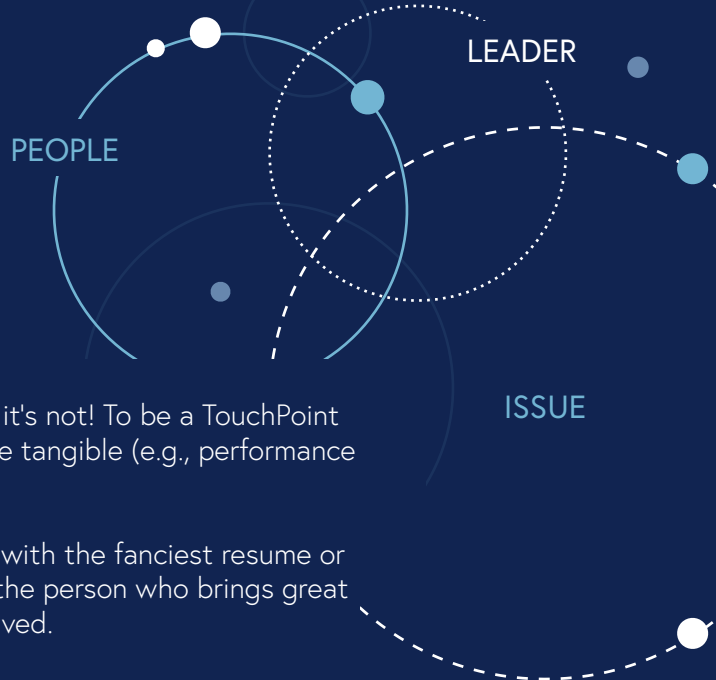 LEADER
PEOPLE
ISSUE
it's not! To be a TouchPoint
e tangible (e.g., performance
with the fanciest resume or
the person who brings great
ved.